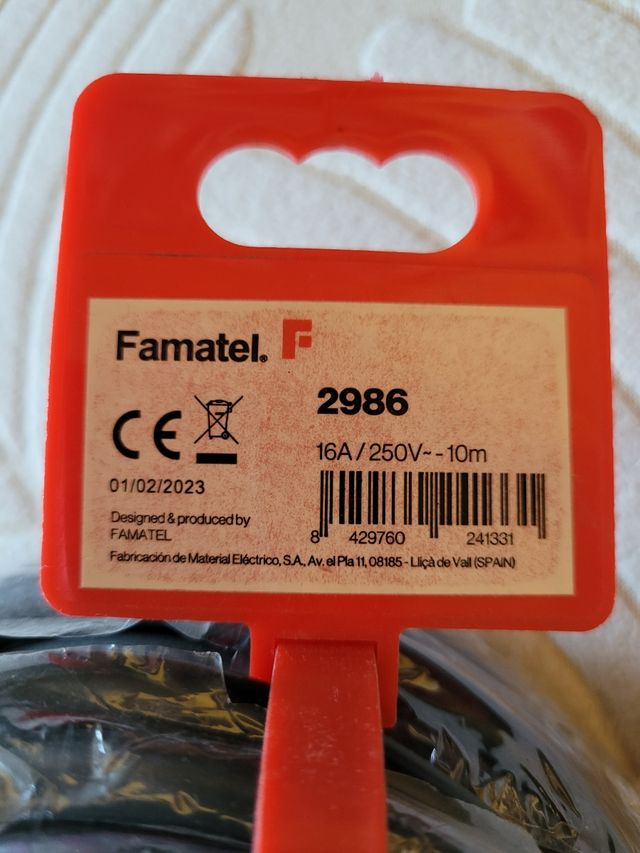 Famatel®
CE
2986
16A / 250V~ - 10m
01/02/2023
8 429760 241331
Designed & produced by
FAMATEL
Fabricación de Material Eléctrico, S.A., Av. el Pla 11, 08185 - Lliçà de Vall (SPAIN)